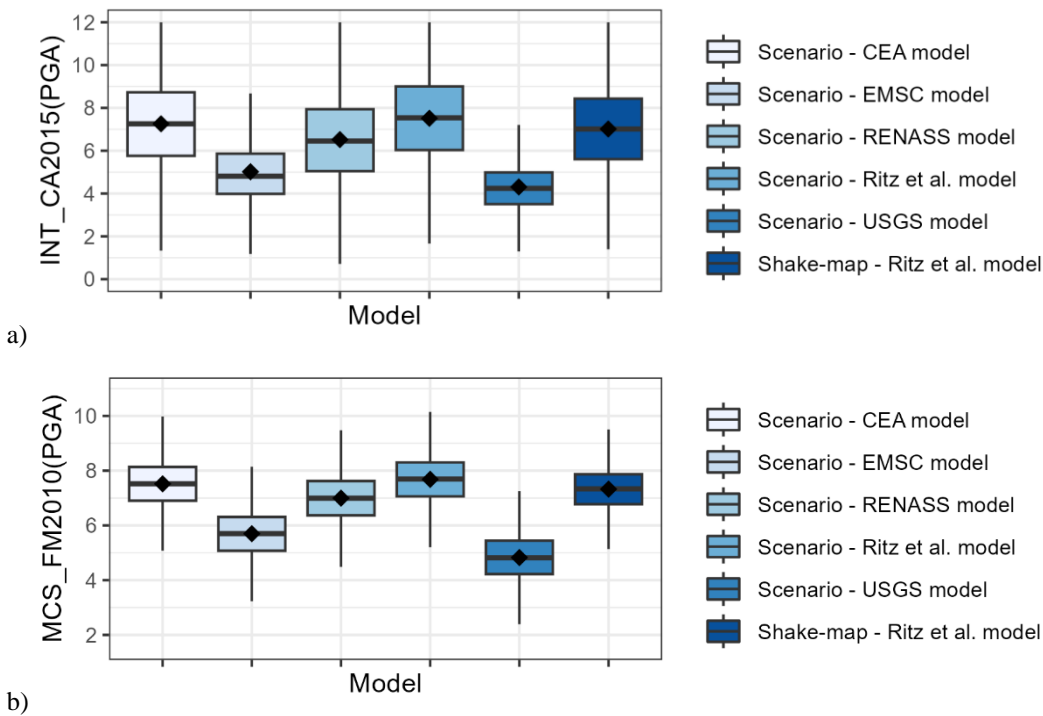 12
10
8
6
4
2
0
INT_CA2015(PGA)
Model
Scenario - CEA model
Scenario - EMSC model
Scenario - RENASS model
Scenario - Ritz et al. model
Scenario - USGS model
Shake-map - Ritz et al. model
a)
10
8
6
4
2
MCS_FM2010(PGA)
Model
Scenario - CEA model
Scenario - EMSC model
Scenario - RENASS model
Scenario - Ritz et al. model
Scenario - USGS model
Shake-map - Ritz et al. model
b)